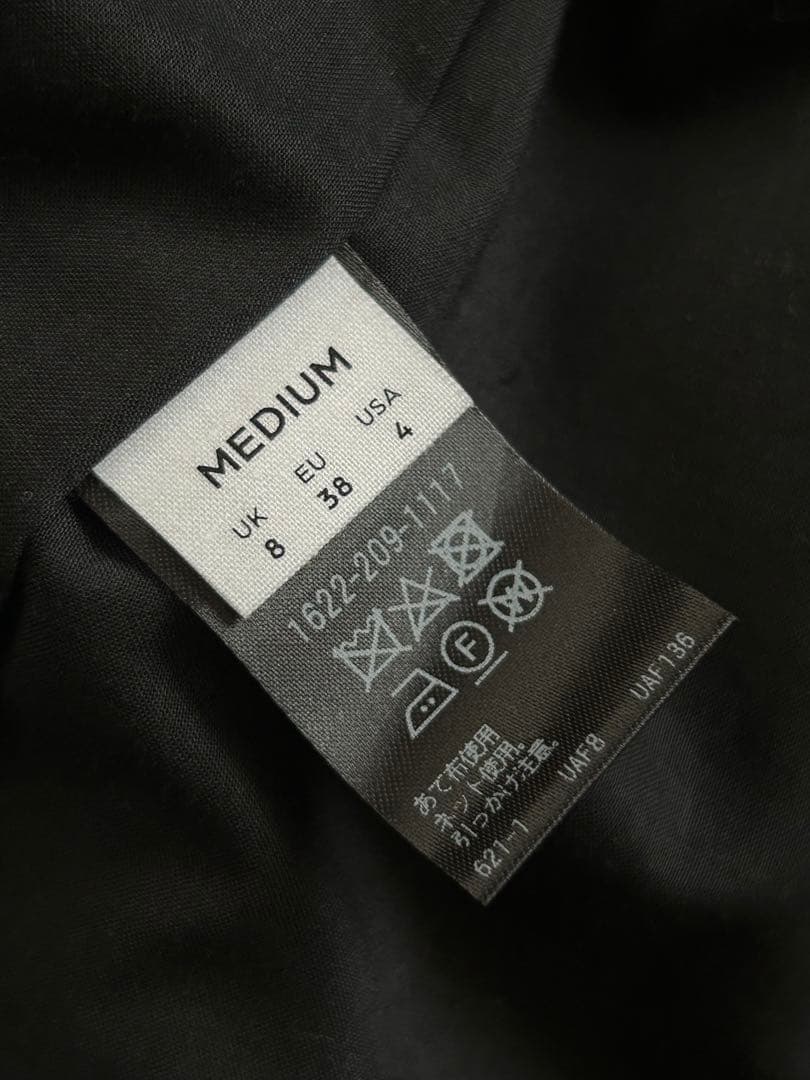 MEDIUM
UK EU USA
8 38 4
1622-209-1117
F
W
あて布使用
ネット使用。
引っかけ注意。
621-1 UAF8 UAF136